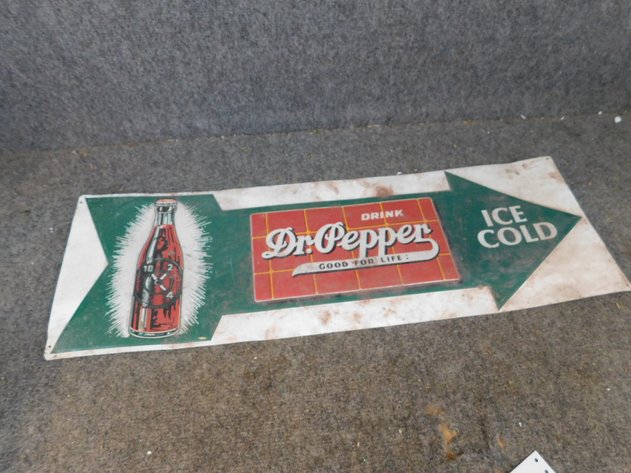 10 2
4
DRINK
Dr. Pepper
GOOD FOR LIFE!
ICE
COLD